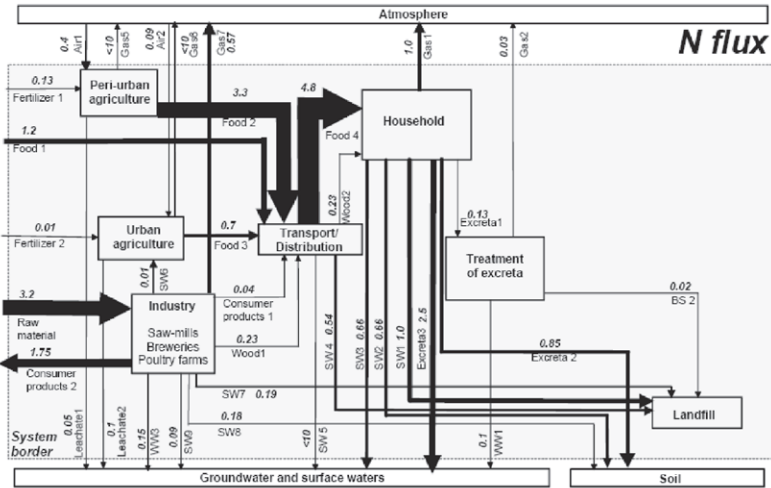 Atmosphere
N flux
0.4
Air1
<10
Gas5
0.09
Air2
<10
Gas6
Gas7
0.57
1.0
Gas1
0.03
Gas2
0.13
Fertilizer 1
Peri-urban
agriculture
3.3
Food 2
4.8
Food 4
Household
1.2
Food 1
0.23
Wood2
0.13
Excreta1
0.01
Fertilizer 2
Urban
agriculture
0.7
Food 3
Transport/
Distribution
Treatment
of excreta
0.01
SW6
3.2
Raw
material
Industry
Saw-mills
Breweries
Poultry farms
0.04
Consumer
products 1
0.23
Wood1
0.02
BS 2
1.75
Consumer
products 2
SW4 0.54
SW3 0.66
SW2 0.66
SW1 1.0
Excreta3 2.5
0.85
Excreta 2
SW7 0.19
0.18
SW8
Landfill
System
border
0.05
Leachate1
0.1
Leachate2
0.15
WW3
0.09
SW9
<10
SW5
0.1
WW1
Groundwater and surface waters
Soil